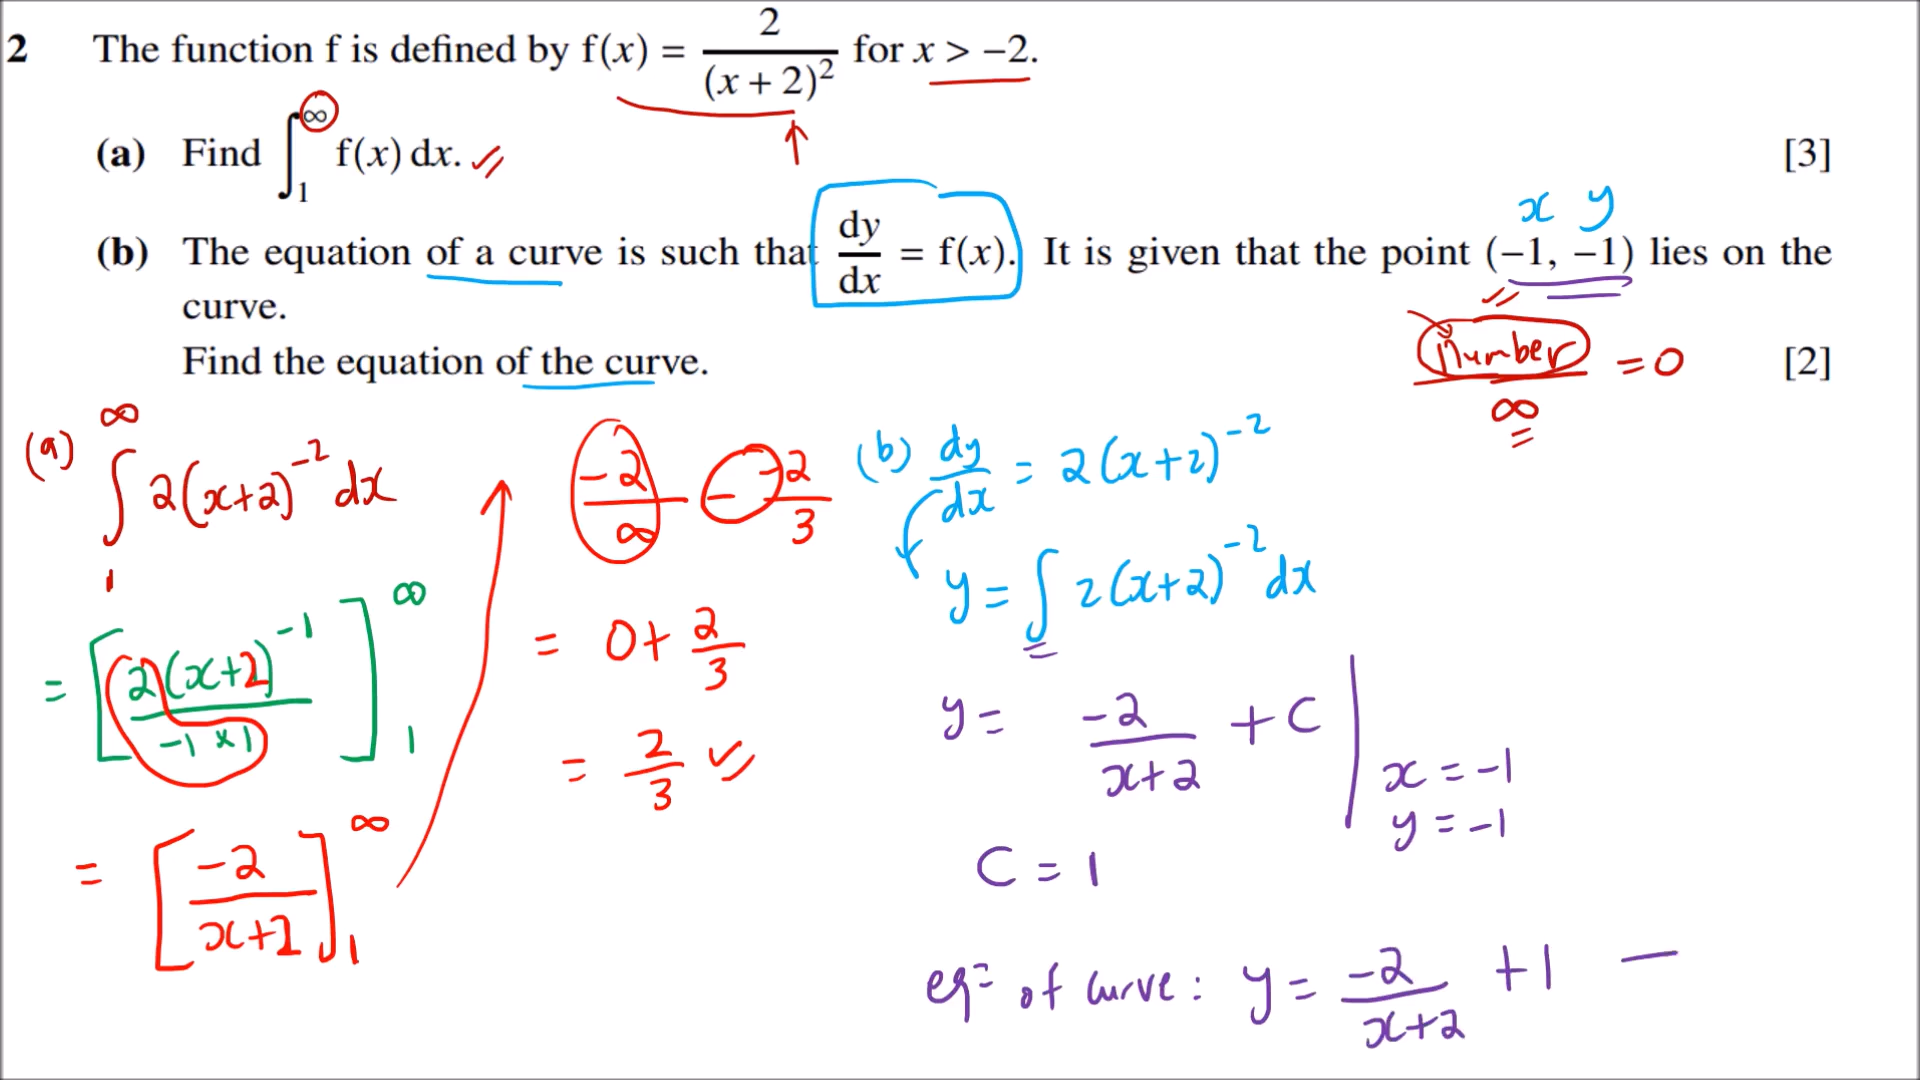 2 The function f is defined by f(x) = 2/(x + 2)² for x > −2.
(a) Find ∫₁^∞ f(x) dx. [3]
x y
(b) The equation of a curve is such that dy/dx = f(x). It is given that the point (−1, −1) lies on the
curve.
Number/∞ = 0
Find the equation of the curve. [2]
(a) ∫₁^∞ 2(x+2)⁻² dx
= [2(x+2)⁻¹/(−1×1)]₁^∞
= [−2/(x+2)]₁^∞
−2/∞ − −2/3
= 0 + 2/3
= 2/3
(b) dy/dx = 2(x+2)⁻²
y = ∫ 2(x+2)⁻² dx
y = −2/(x+2) + C
x = −1
y = −1
C = 1
eq= of curve: y = −2/(x+2) + 1